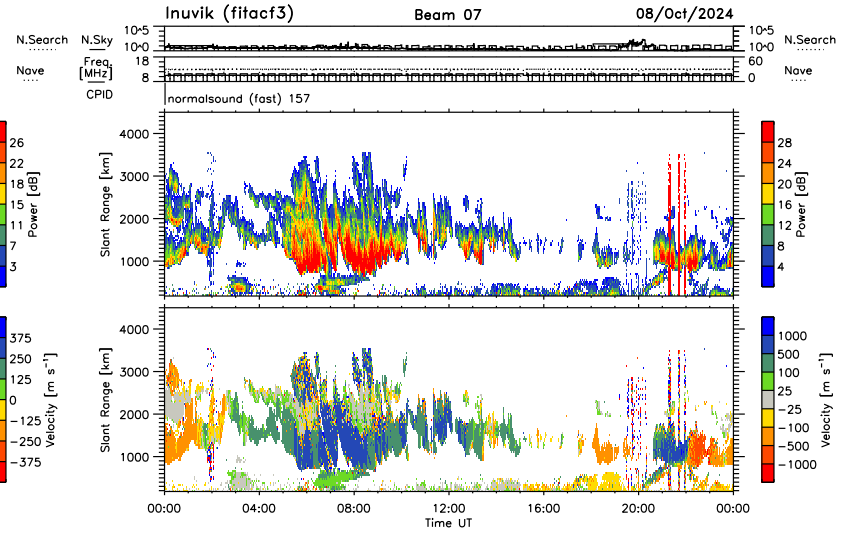 Inuvik (fitacf3) Beam 07 08/Oct/2024
N.Search N.Sky 10^5 10^0 10^5 10^0 N.Search
Nave Freq. [MHz] 18 8 60 0 Nave
CPID normalsound (fast) 157
Slant Range [km] 4000 3000 2000 1000
26 22 18 15 11 7 3 Power [dB]
28 24 20 16 12 8 4 Power [dB]
Slant Range [km] 4000 3000 2000 1000
375 250 125 0 −125 −250 −375 Velocity [m s⁻¹]
1000 500 100 25 −25 −100 −500 −1000 Velocity [m s⁻¹]
00:00 04:00 08:00 12:00 16:00 20:00 00:00
Time UT